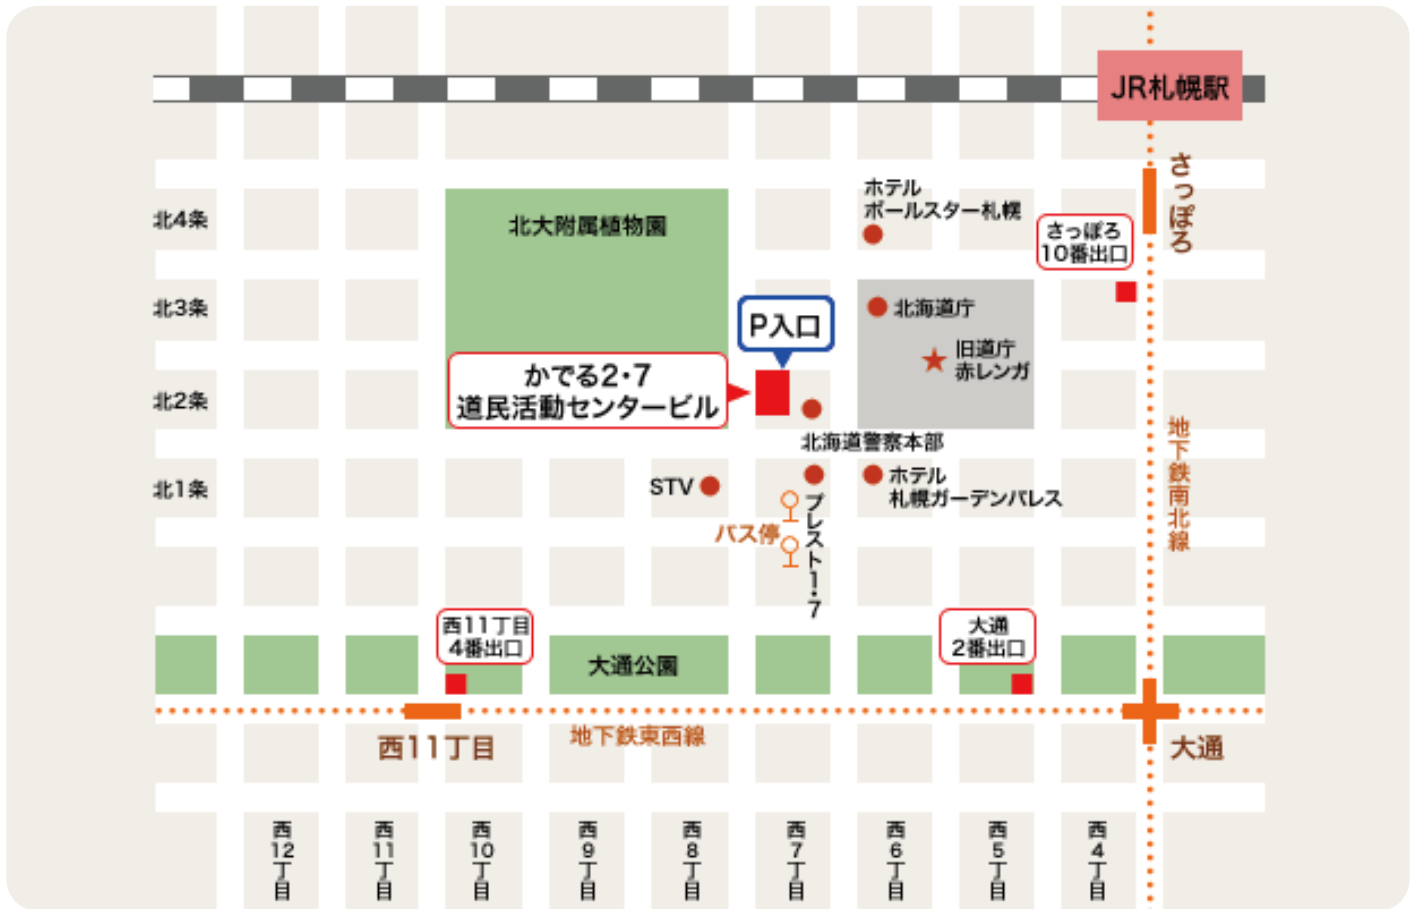 JR札幌駅
さっぽろ
ホテル
ポールスター札幌
北4条
北大附属植物園
さっぽろ
10番出口
北3条
P入口
北海道庁
旧道庁
赤レンガ
かでる2・7
道民活動センタービル
北2条
北海道警察本部
地下鉄南北線
北1条
STV
ホテル
札幌ガーデンパレス
プレスト1・7
バス停
西11丁目
4番出口
大通公園
大通
2番出口
地下鉄東西線
西11丁目
大通
西12丁目
西11丁目
西10丁目
西9丁目
西8丁目
西7丁目
西6丁目
西5丁目
西4丁目